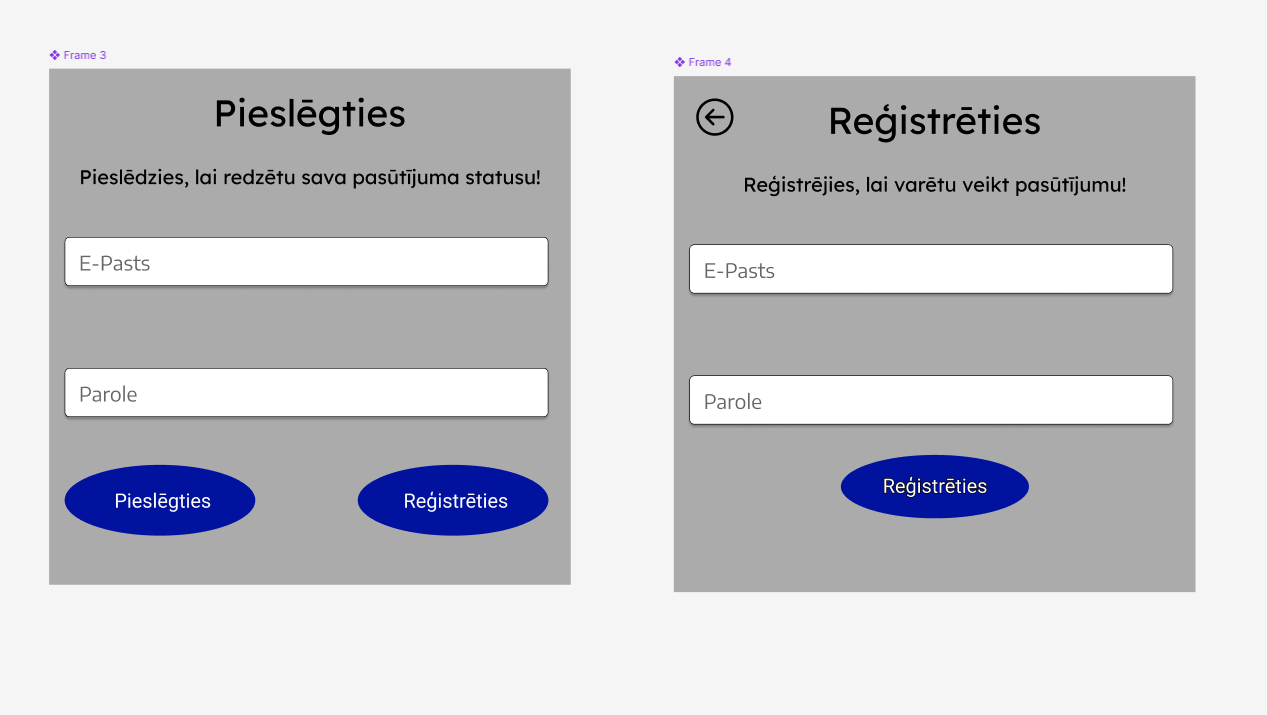 Frame 3
Pieslēgties
Pieslēdzies, lai redzētu sava pasūtījuma statusu!
E-Pasts
Parole
Pieslēgties
Reģistrēties
Frame 4
Reģistrēties
Reģistrējies, lai varētu veikt pasūtījumu!
E-Pasts
Parole
Reģistrēties